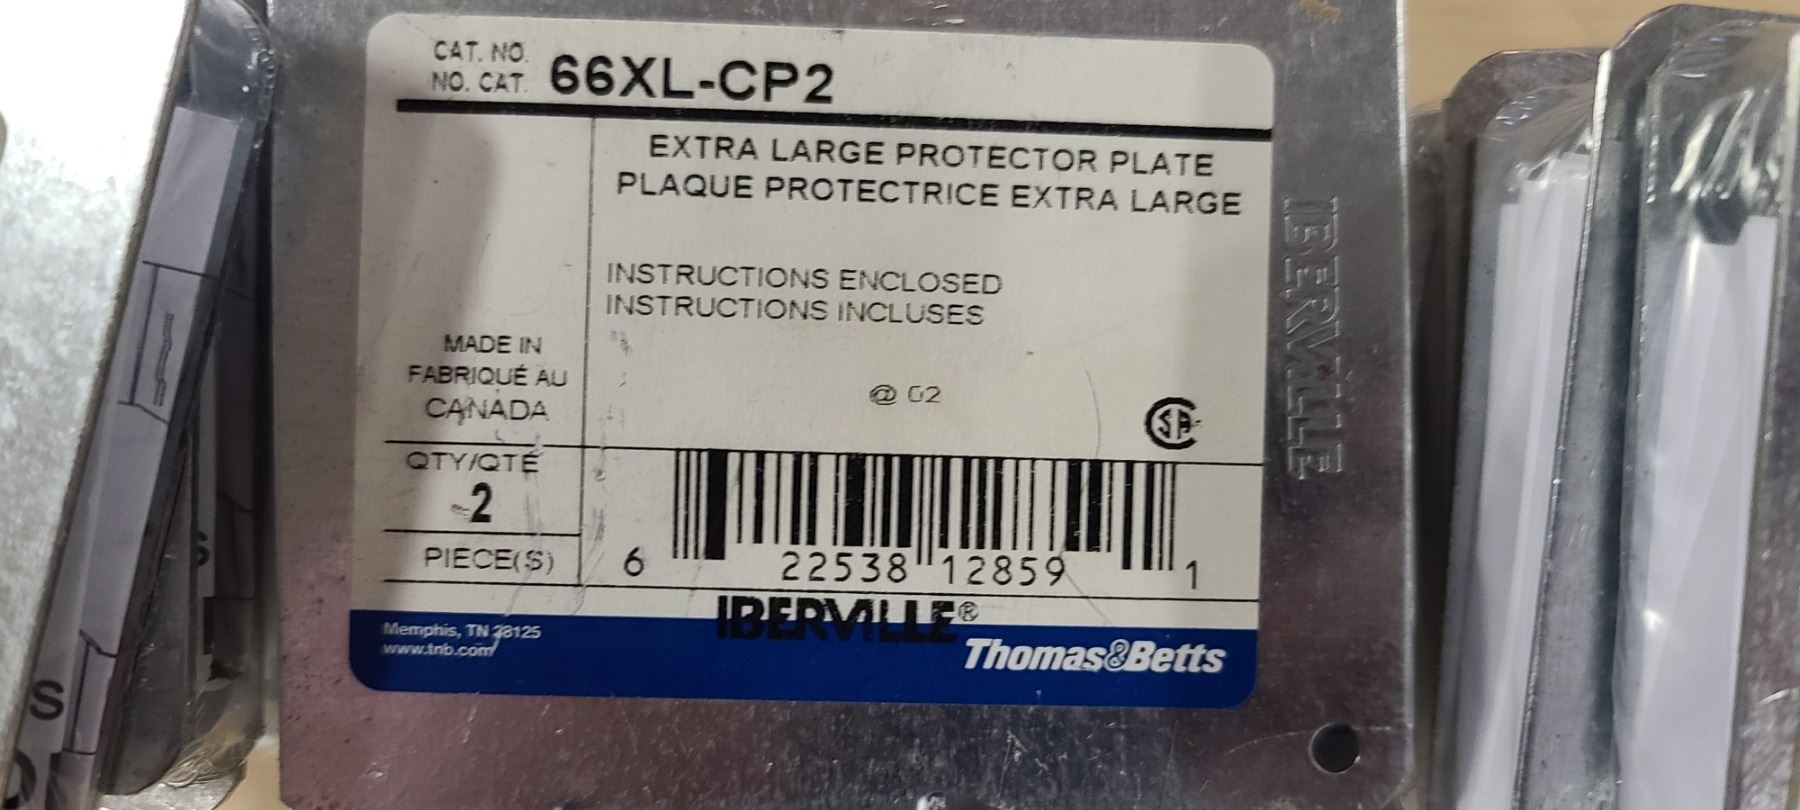 CAT. NO.
NO. CAT.
66XL-CP2
EXTRA LARGE PROTECTOR PLATE
PLAQUE PROTECTRICE EXTRA LARGE
INSTRUCTIONS ENCLOSED
INSTRUCTIONS INCLUSES
MADE IN
FABRIQUÉ AU
CANADA
@ G2
QTY/QTÉ
2
PIECE(S)
6 22538 12859 1
IBERVILLE®
Memphis, TN 38125
www.tnb.com
Thomas&Betts
IBERVILLE
S